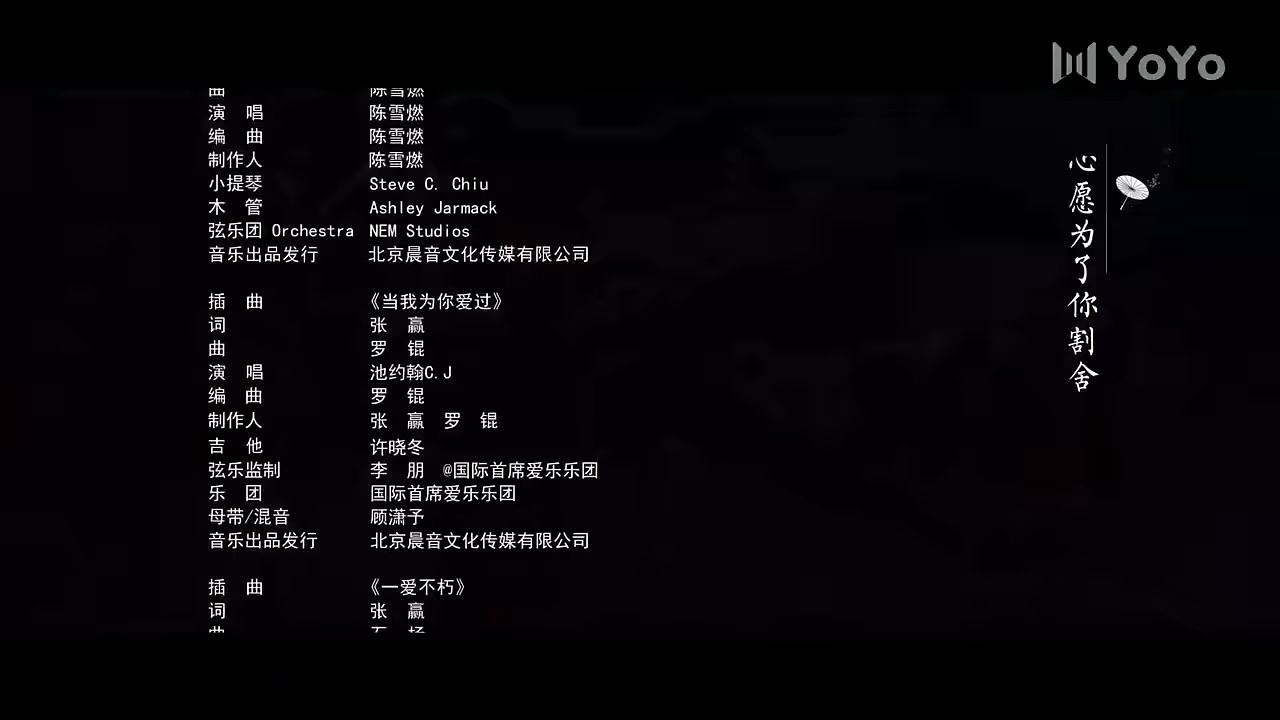 YoYo
曲 陈雪燃
演 唱 陈雪燃
编 曲 陈雪燃
制作人 陈雪燃
小提琴 Steve C. Chiu
木 管 Ashley Jarmack
弦乐团 Orchestra NEM Studios
音乐出品发行 北京晨音文化传媒有限公司
插 曲 《当我为你爱过》
词 张 赢
曲 罗 锟
演 唱 池约翰C.J
编 曲 罗 锟
制作人 张 赢 罗 锟
吉 他 许晓冬
弦乐监制 李 朋 @国际首席爱乐乐团
乐 团 国际首席爱乐乐团
母带/混音 顾潇予
音乐出品发行 北京晨音文化传媒有限公司
插 曲 《一爱不朽》
词 张 赢
曲
心愿为了你割舍